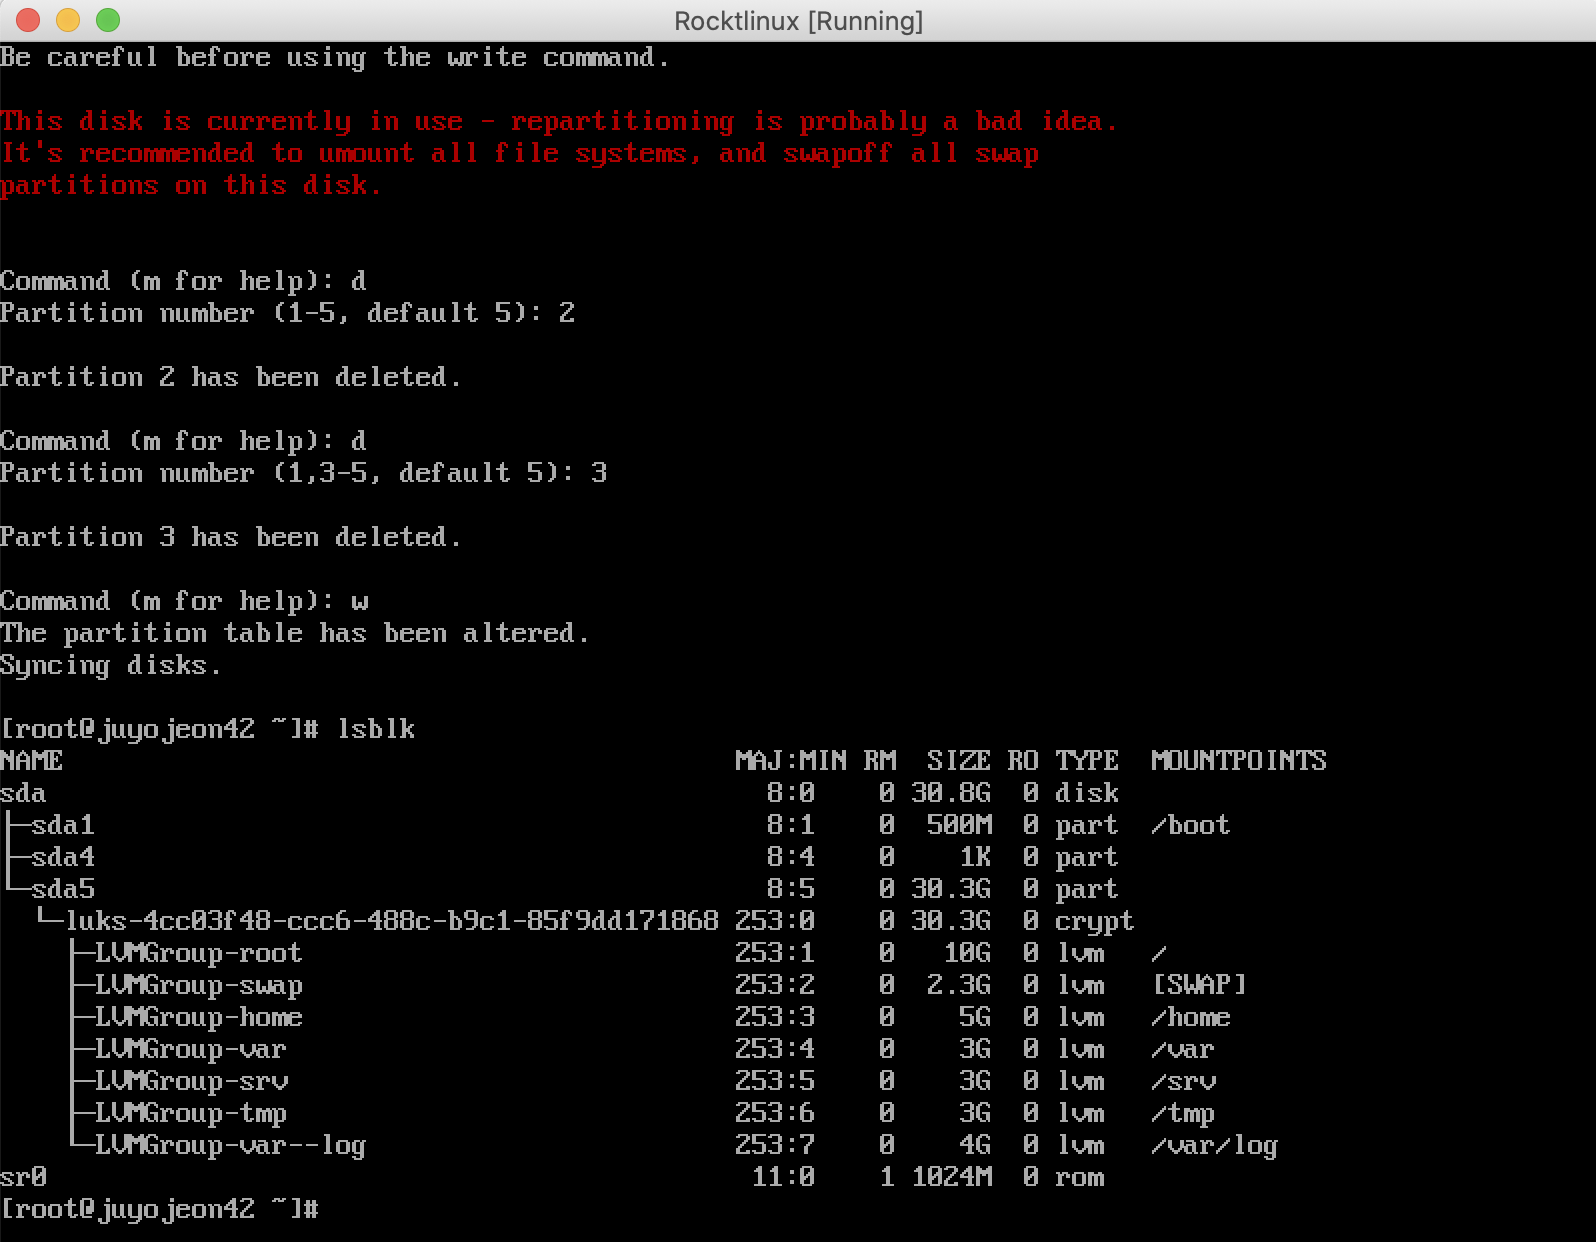 Rocktlinux [Running]
Be careful before using the write command.
This disk is currently in use - repartitioning is probably a bad idea.
It's recommended to umount all file systems, and swapoff all swap
partitions on this disk.
Command (m for help): d
Partition number (1-5, default 5): 2
Partition 2 has been deleted.
Command (m for help): d
Partition number (1,3-5, default 5): 3
Partition 3 has been deleted.
Command (m for help): w
The partition table has been altered.
Syncing disks.
[root@juyojeon42 ~]# lsblk
NAME MAJ:MIN RM SIZE RO TYPE MOUNTPOINTS
sda 8:0 0 30.8G 0 disk
├─sda1 8:1 0 500M 0 part /boot
├─sda4 8:4 0 1K 0 part
└─sda5 8:5 0 30.3G 0 part
  └─luks-4cc03f48-ccc6-488c-b9c1-85f9dd171868 253:0 0 30.3G 0 crypt
    ├─LVMGroup-root 253:1 0 10G 0 lvm /
    ├─LVMGroup-swap 253:2 0 2.3G 0 lvm [SWAP]
    ├─LVMGroup-home 253:3 0 5G 0 lvm /home
    ├─LVMGroup-var 253:4 0 3G 0 lvm /var
    ├─LVMGroup-srv 253:5 0 3G 0 lvm /srv
    ├─LVMGroup-tmp 253:6 0 3G 0 lvm /tmp
    └─LVMGroup-var--log 253:7 0 4G 0 lvm /var/log
sr0 11:0 1 1024M 0 rom
[root@juyojeon42 ~]#